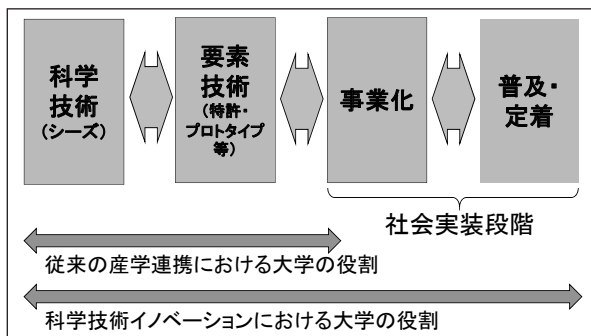 科学
技術
(シーズ)
要素
技術
(特許・
プロトタイプ
等)
事業化
普及・
定着
社会実装段階
従来の産学連携における大学の役割
科学技術イノベーションにおける大学の役割